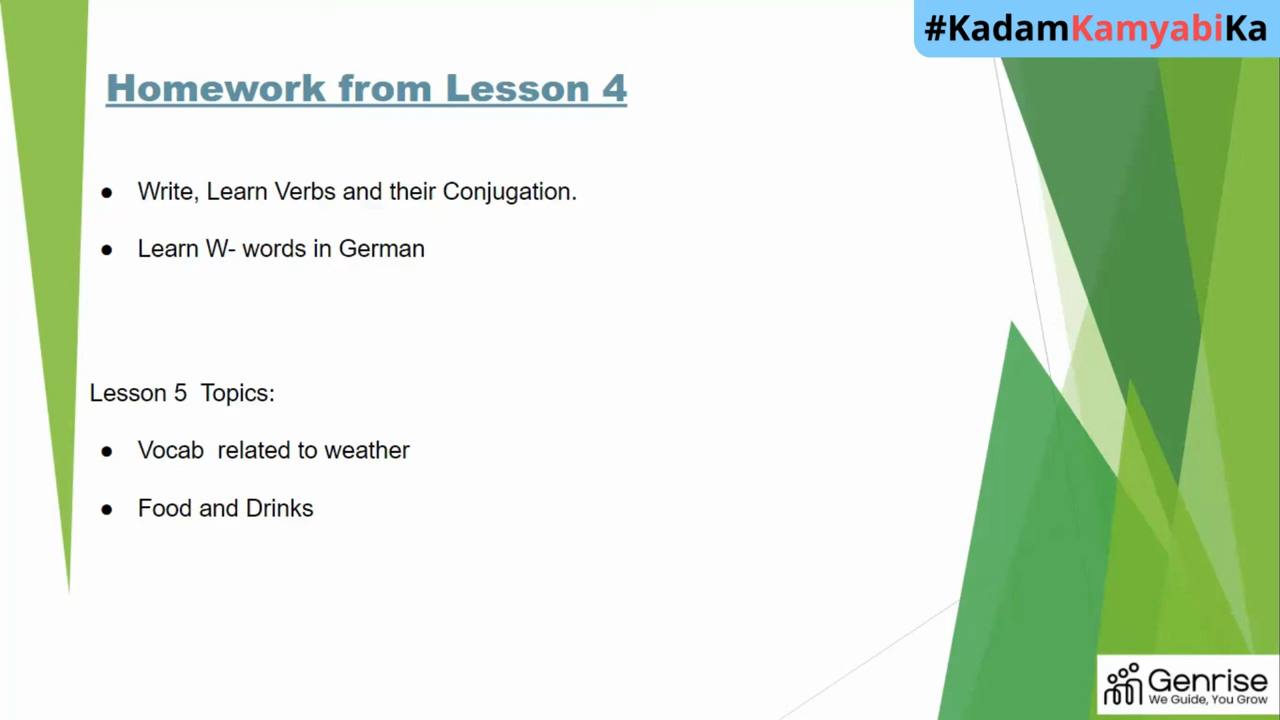 #KadamKamyabiKa
Homework from Lesson 4
● Write, Learn Verbs and their Conjugation.
● Learn W- words in German
Lesson 5 Topics:
● Vocab related to weather
● Food and Drinks
Genrise
We Guide, You Grow